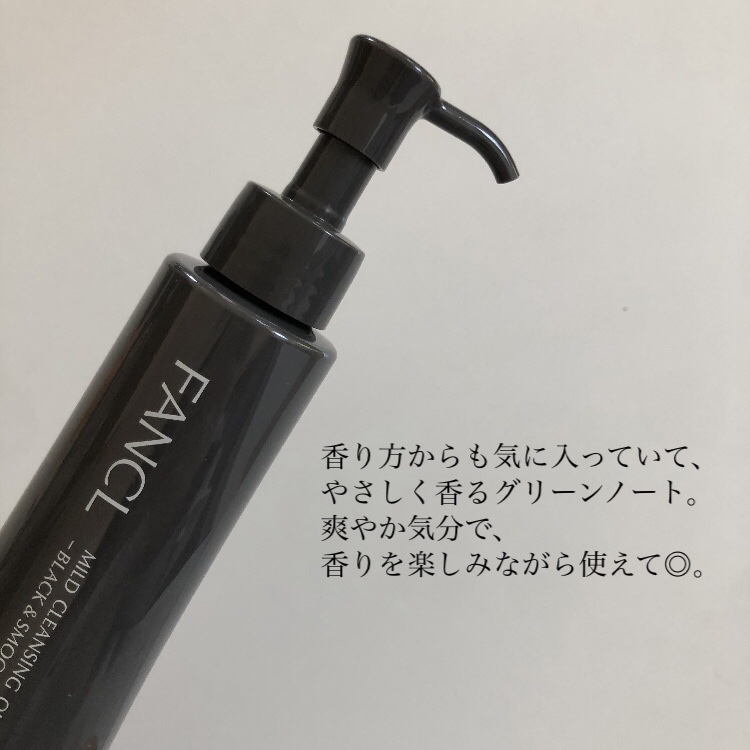 FANCL
MILD CLEANSING
-BLACK &
香り方からも気に入っていて、
やさしく香るグリーンノート。
爽やか気分で、
香りを楽しみながら使えて◎。